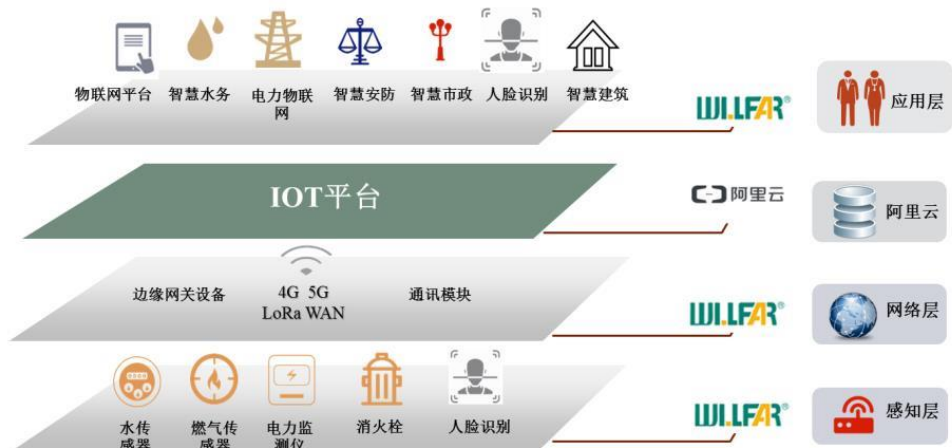 物联网平台
智慧水务
电力物联
网
智慧安防
智慧市政
人脸识别
智慧建筑
WILLFAR®
应用层
IOT平台
阿里云
阿里云
边缘网关设备
4G 5G
LoRa WAN
通讯模块
WILLFAR®
网络层
水传
感器
燃气传
感器
电力监
测仪
消火栓
人脸识别
WILLFAR®
感知层